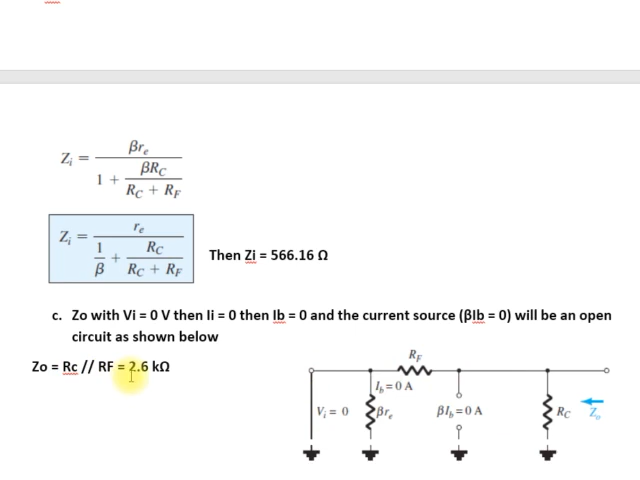 Zi = βre / (1 + βRC / (RC + RF))
Zi = re / (1/β + RC / (RC + RF))
Then Zi = 566.16 Ω
c. Zo with Vi = 0 V then Ii = 0 then Ib = 0 and the current source (βIb = 0) will be an open
circuit as shown below
Zo = Rc // RF = 2.6 kΩ
RF
Ib = 0 A
Vi = 0
βre
βIb = 0 A
RC
Zo